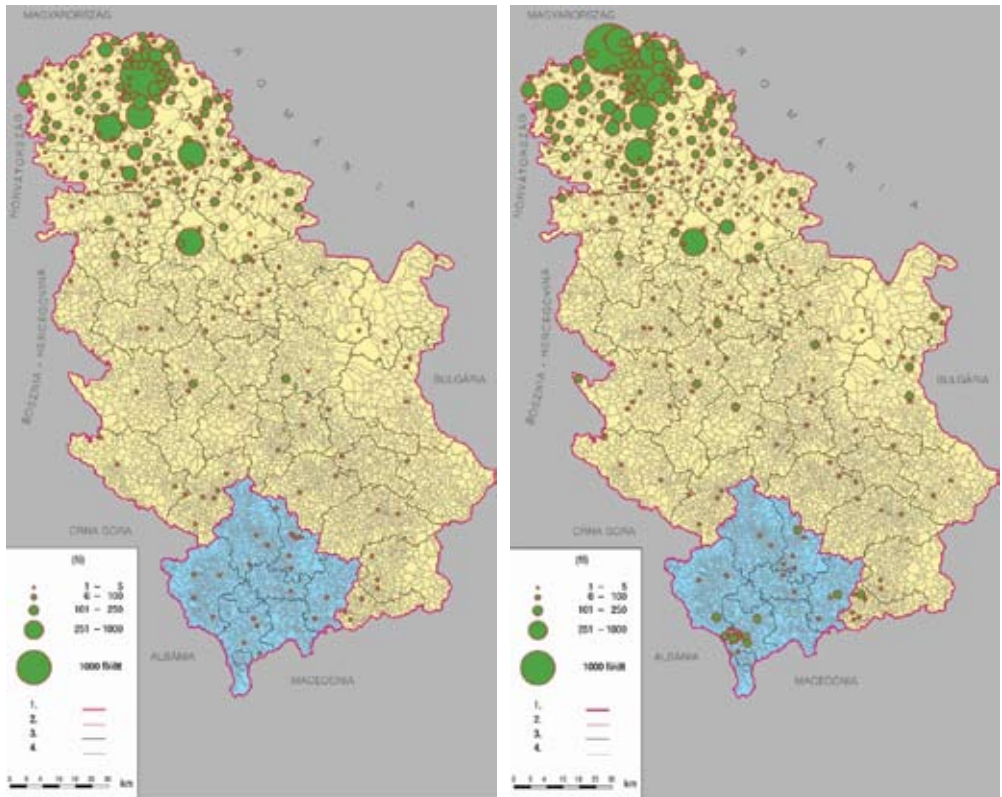 MAGYARORSZÁG
ROMÁNIA
HORVÁTORSZÁG
BOSZNIA - HERCEGOVINA
BULGÁRIA
CRNA GORA
ALBÁNIA
MACEDÓNIA
(fő)
1 – 5
6 – 100
101 – 250
251 – 1000
1000 fölött
1.
2.
3.
4.
km
MAGYARORSZÁG
ROMÁNIA
HORVÁTORSZÁG
BOSZNIA - HERCEGOVINA
BULGÁRIA
CRNA GORA
ALBÁNIA
MACEDÓNIA
(fő)
1 – 5
6 – 100
101 – 250
251 – 1000
1000 fölött
1.
2.
3.
4.
km